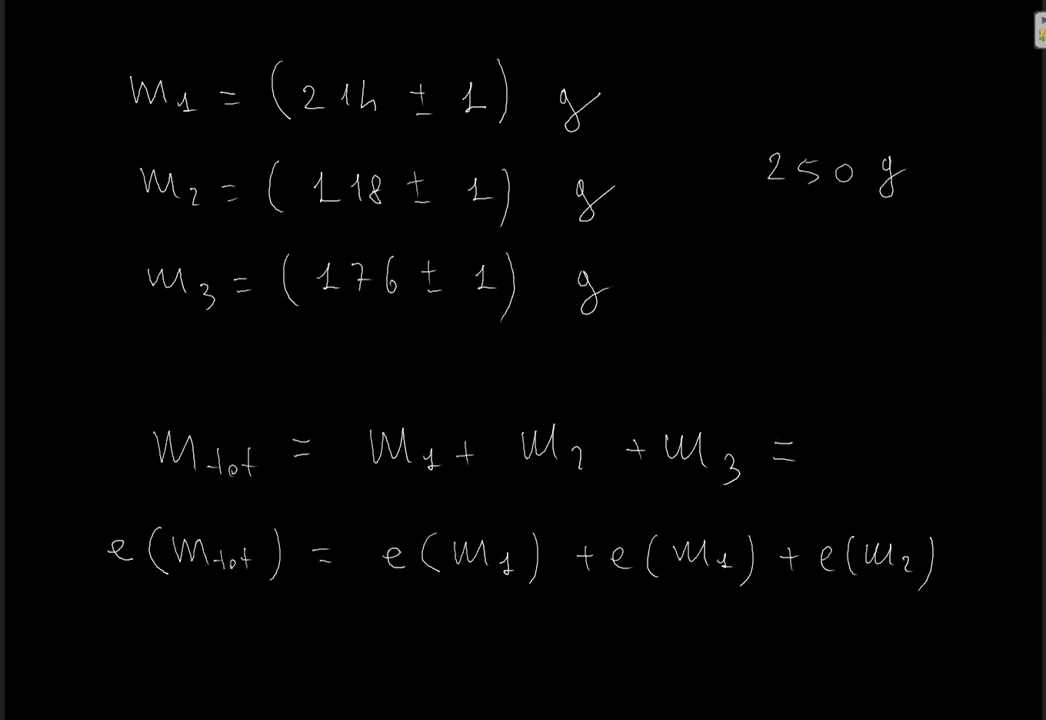 m₁ = (214 ± 1) g
m₂ = (118 ± 1) g
250 g
m₃ = (176 ± 1) g
m_tot = m₁ + m₂ + m₃ =
e(m_tot) = e(m₁) + e(m₁) + e(m₂)